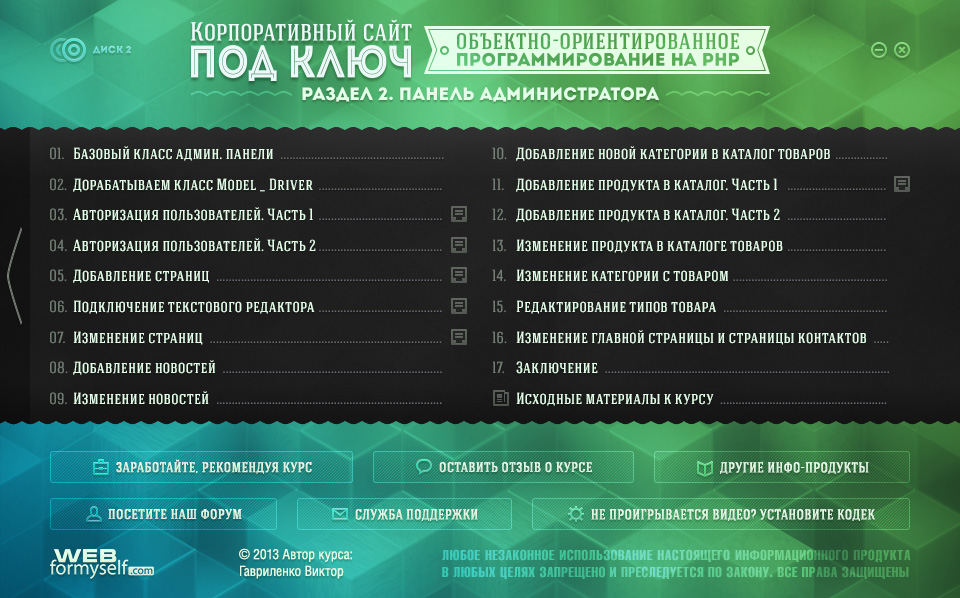 ДИСК 2
Корпоративный сайт
ПОД КЛЮЧ
ОБЪЕКТНО-ОРИЕНТИРОВАННОЕ
ПРОГРАММИРОВАНИЕ НА PHP
РАЗДЕЛ 2. ПАНЕЛЬ АДМИНИСТРАТОРА
01. Базовый класс админ. панели
02. Дорабатываем класс Model _ Driver
03. Авторизация пользователей. Часть 1
04. Авторизация пользователей. Часть 2
05. Добавление страниц
06. Подключение текстового редактора
07. Изменение страниц
08. Добавление новостей
09. Изменение новостей
10. Добавление новой категории в каталог товаров
11. Добавление продукта в каталог. Часть 1
12. Добавление продукта в каталог. Часть 2
13. Изменение продукта в каталоге товаров
14. Изменение категории с товаром
15. Редактирование типов товара
16. Изменение главной страницы и страницы контактов
17. Заключение
Исходные материалы к курсу
ЗАРАБОТАЙТЕ, РЕКОМЕНДУЯ КУРС
ОСТАВИТЬ ОТЗЫВ О КУРСЕ
ДРУГИЕ ИНФО-ПРОДУКТЫ
ПОСЕТИТЕ НАШ ФОРУМ
СЛУЖБА ПОДДЕРЖКИ
НЕ ПРОИГРЫВАЕТСЯ ВИДЕО? УСТАНОВИТЕ КОДЕК
WEB
formyself.com
© 2013 Автор курса:
Гавриленко Виктор
ЛЮБОЕ НЕЗАКОННОЕ ИСПОЛЬЗОВАНИЕ НАСТОЯЩЕГО ИНФОРМАЦИОННОГО ПРОДУКТА
В ЛЮБЫХ ЦЕЛЯХ ЗАПРЕЩЕНО И ПРЕСЛЕДУЕТСЯ ПО ЗАКОНУ. ВСЕ ПРАВА ЗАЩИЩЕНЫ